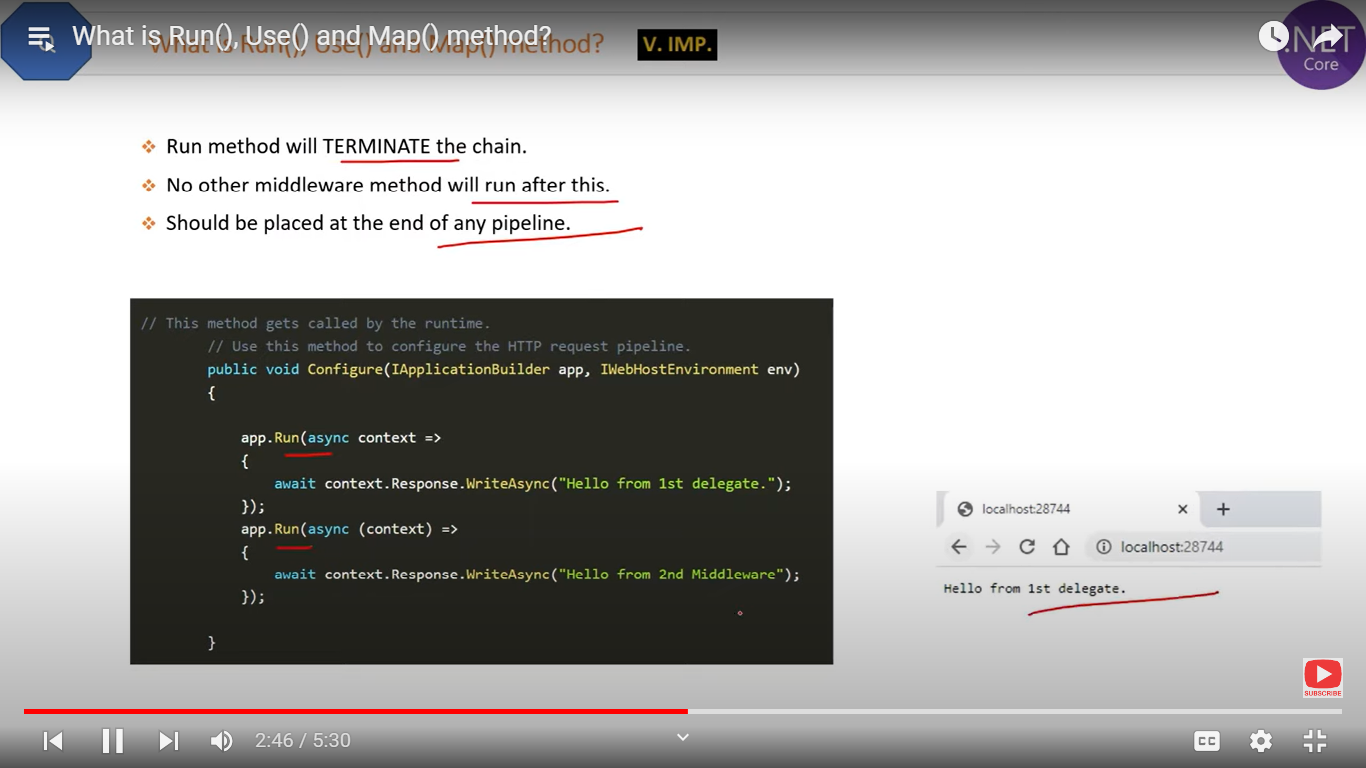 What is Run(), Use() and Map() method?
What is Run(), Use() and Map() method?
V. IMP.
.NET
Core
Run method will TERMINATE the chain.
No other middleware method will run after this.
Should be placed at the end of any pipeline.
// This method gets called by the runtime.
// Use this method to configure the HTTP request pipeline.
public void Configure(IApplicationBuilder app, IWebHostEnvironment env)
{
app.Run(async context =>
{
await context.Response.WriteAsync("Hello from 1st delegate.");
});
app.Run(async (context) =>
{
await context.Response.WriteAsync("Hello from 2nd Middleware");
});
}
localhost:28744
localhost:28744
Hello from 1st delegate.
SUBSCRIBE
2:46 / 5:30
CC